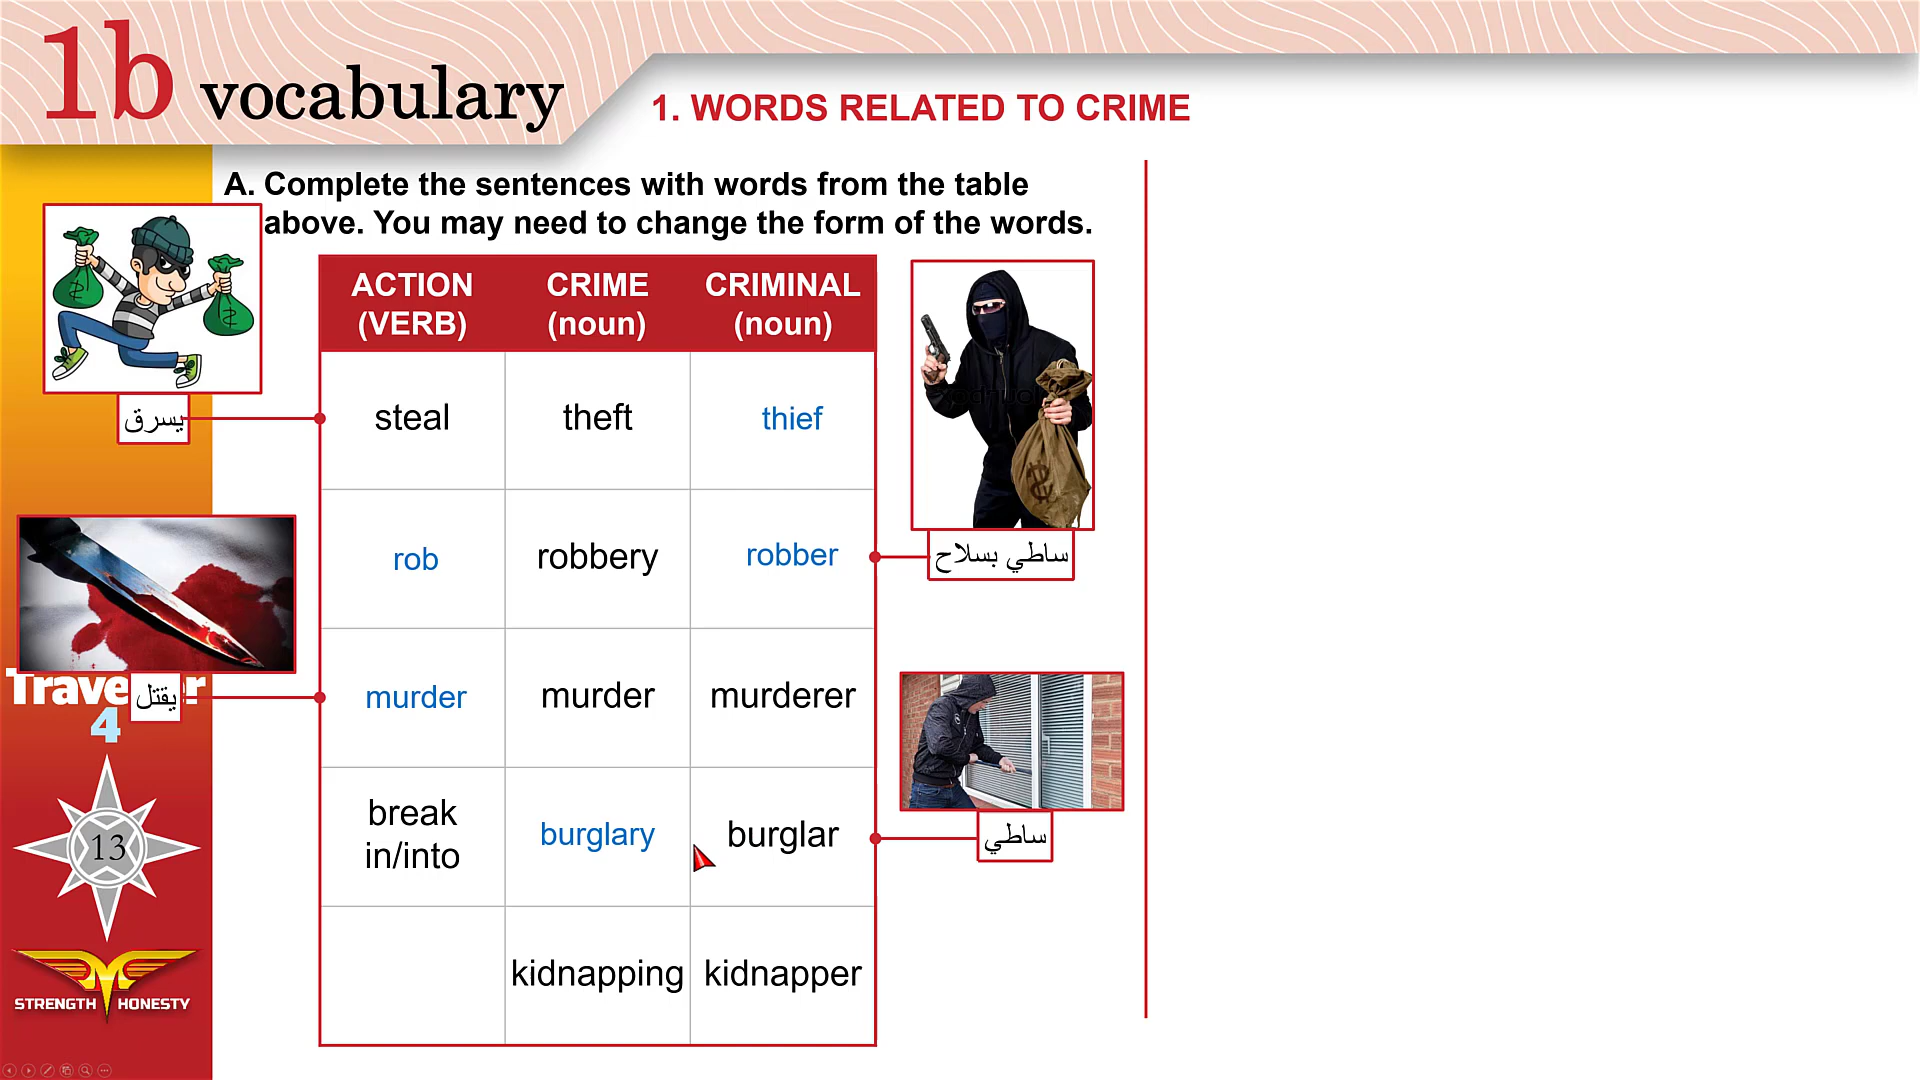 1b vocabulary
1. WORDS RELATED TO CRIME
A. Complete the sentences with words from the table
above. You may need to change the form of the words.
ACTION (VERB)
CRIME (noun)
CRIMINAL (noun)
يسرق
steal
theft
thief
rob
robbery
robber
ساطي بسلاح
يقتل
murder
murder
murderer
break in/into
burglary
burglar
ساطي
kidnapping
kidnapper
4
13
STRENGTH HONESTY